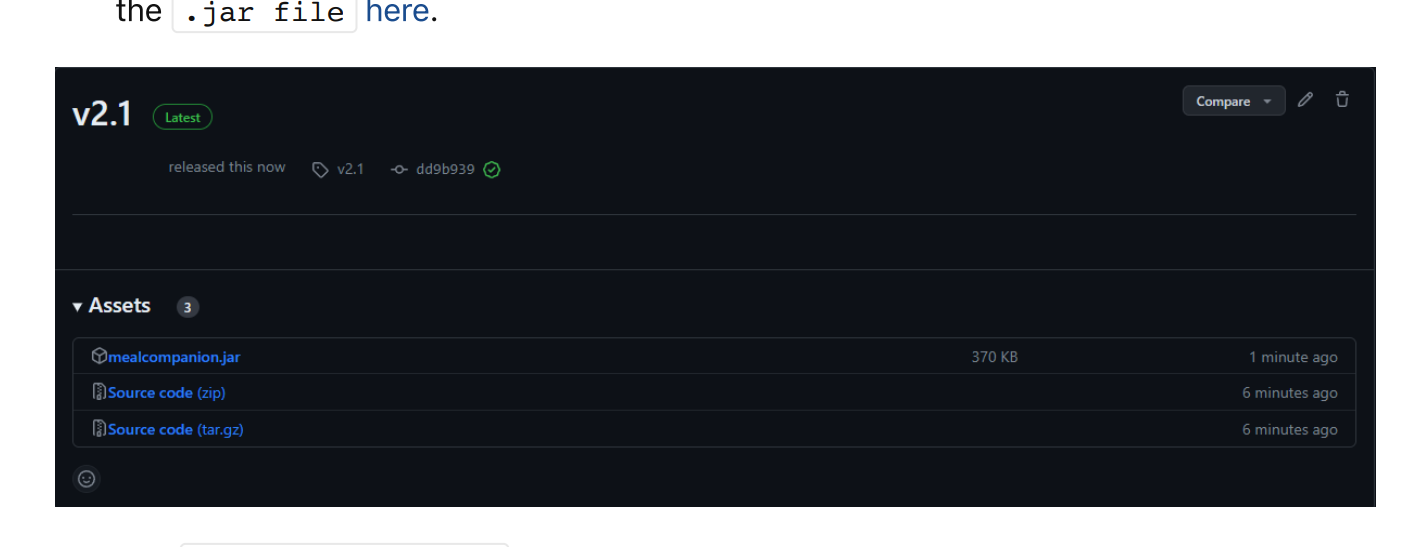 the .jar file here.
v2.1 Latest Compare
released this now v2.1 dd9b939
Assets 3
mealcompanion.jar 370 KB 1 minute ago
Source code (zip) 6 minutes ago
Source code (tar.gz) 6 minutes ago